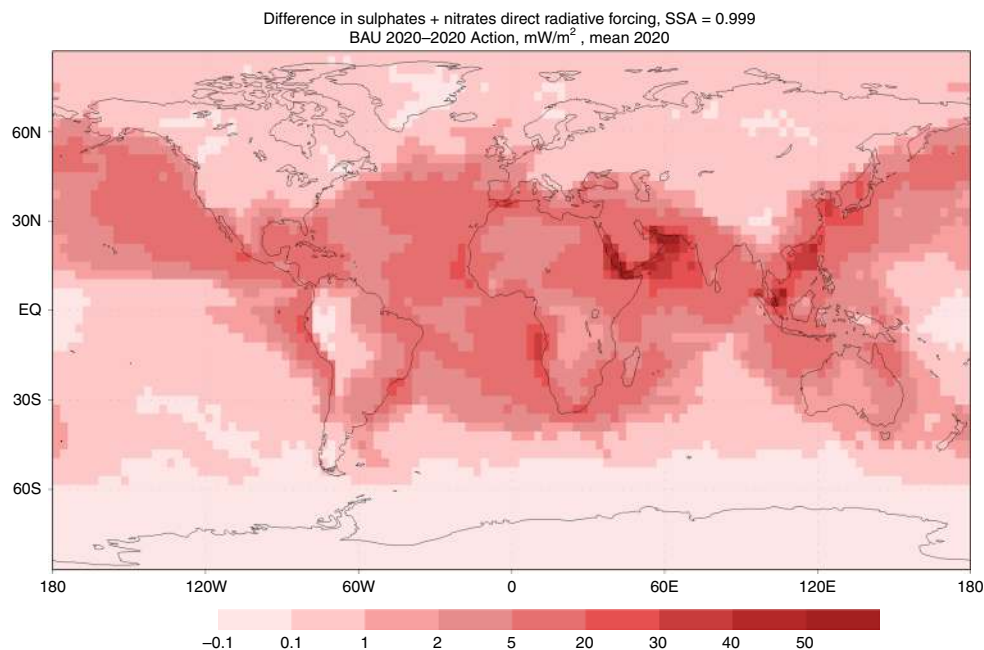 Difference in sulphates + nitrates direct radiative forcing, SSA = 0.999
BAU 2020–2020 Action, mW/m² , mean 2020
60N
30N
EQ
30S
60S
180 120W 60W 0 60E 120E 180
–0.1 0.1 1 2 5 20 30 40 50